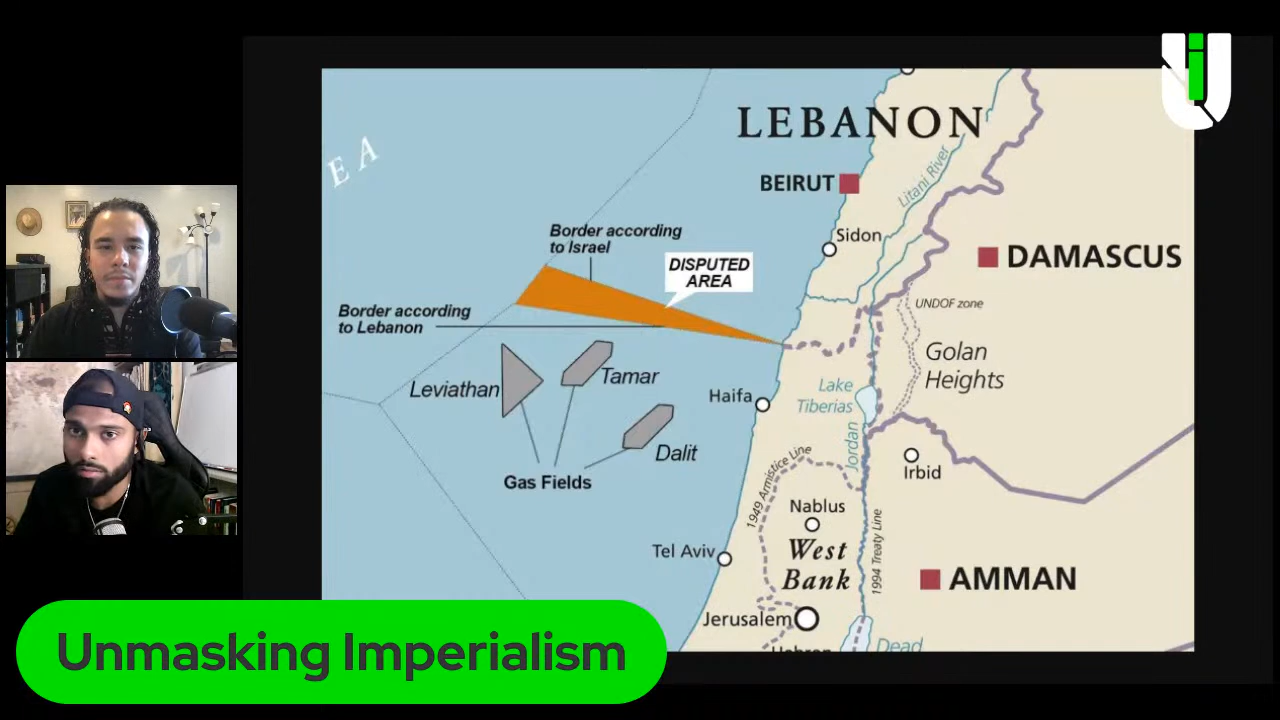 LEBANON
E A
BEIRUT
Litani River
Sidon
DAMASCUS
Border according
to Israel
DISPUTED
AREA
UNDOF zone
Border according
to Lebanon
Golan
Heights
Leviathan
Tamar
Haifa
Lake
Tiberias
Jordan
Dalit
Irbid
Gas Fields
1949 Armistice Line
Nablus
Tel Aviv
West
Bank
1994 Treaty Line
AMMAN
Jerusalem
Dead
Hebron
Unmasking Imperialism